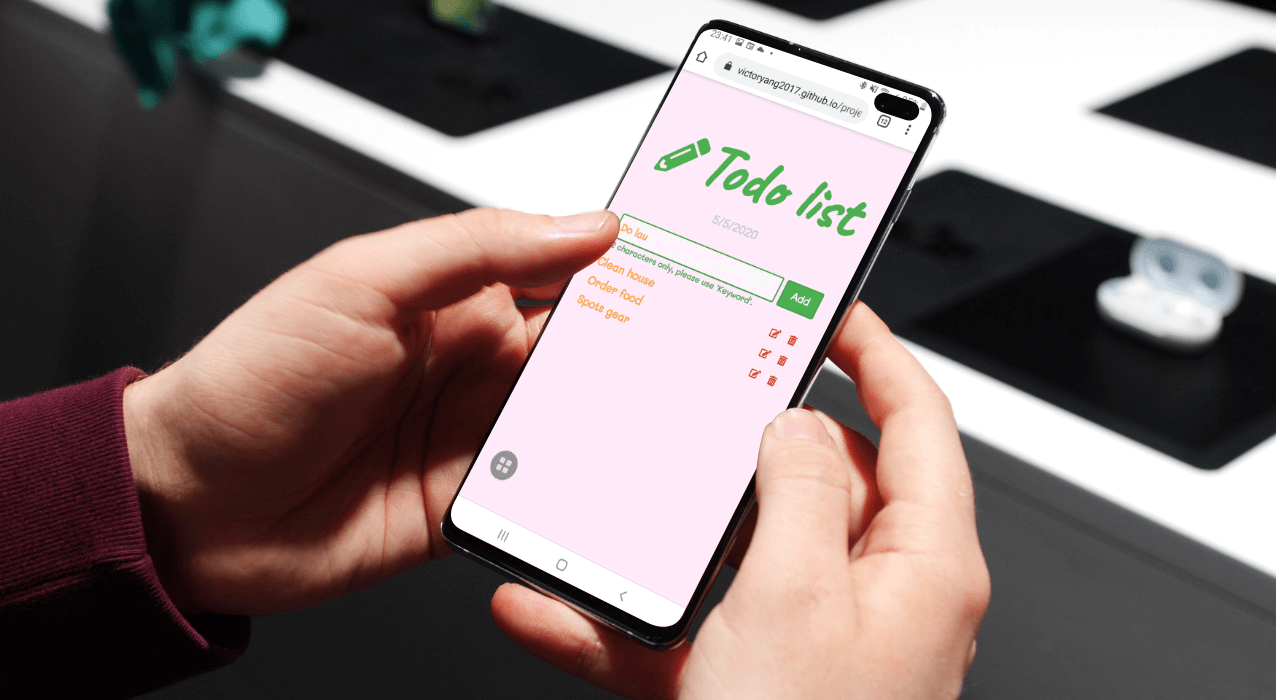 23:41
victoryang2017.github.io/proje
12
Todo list
5/5/2020
Do lau
characters only, please use 'Keyword'.
Add
Clean house
Order food
Spots gear